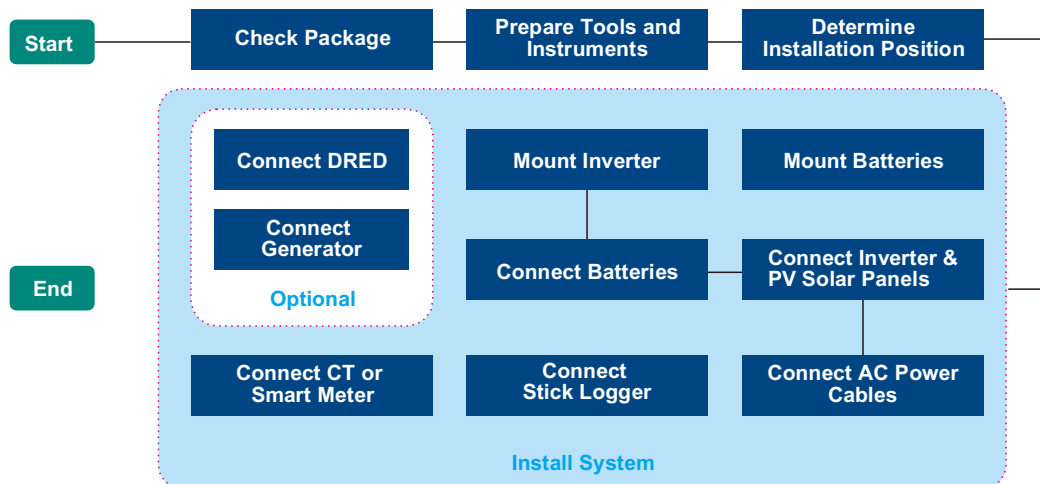 Start
Check Package
Prepare Tools and
Instruments
Determine
Installation Position
Connect DRED
Mount Inverter
Mount Batteries
Connect
Generator
Optional
End
Connect Batteries
Connect Inverter &
PV Solar Panels
Connect CT or
Smart Meter
Connect
Stick Logger
Connect AC Power
Cables
Install System